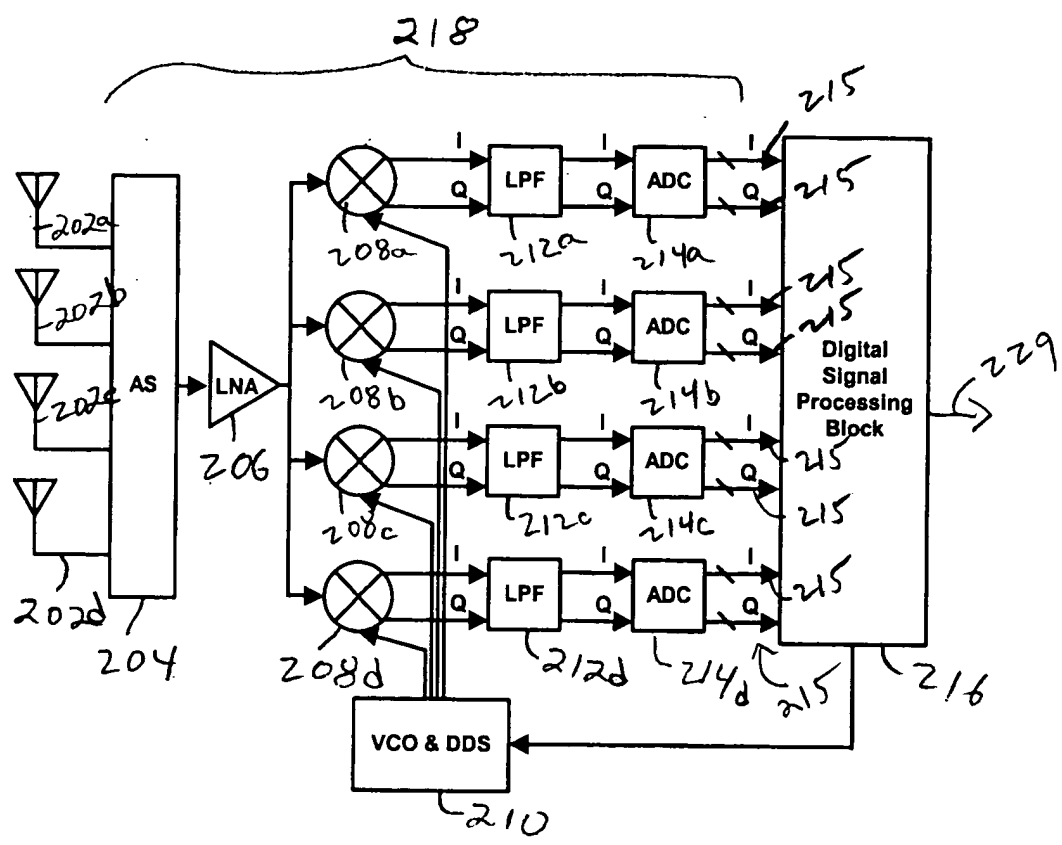 218
215
I I I
LPF ADC
Q Q Q 215
202a
208a 212a 214a
202b
I I I 215
LPF ADC
Q Q Q 215
AS LNA
208b 212b 214b
Digital
Signal
Processing
Block
229
202c
206
I I I
LPF ADC
Q Q Q 215
208c 212c 214c 215
202d
204
I I I
LPF ADC
Q Q Q 215
208d 212d 214d 215 216
VCO & DDS
210